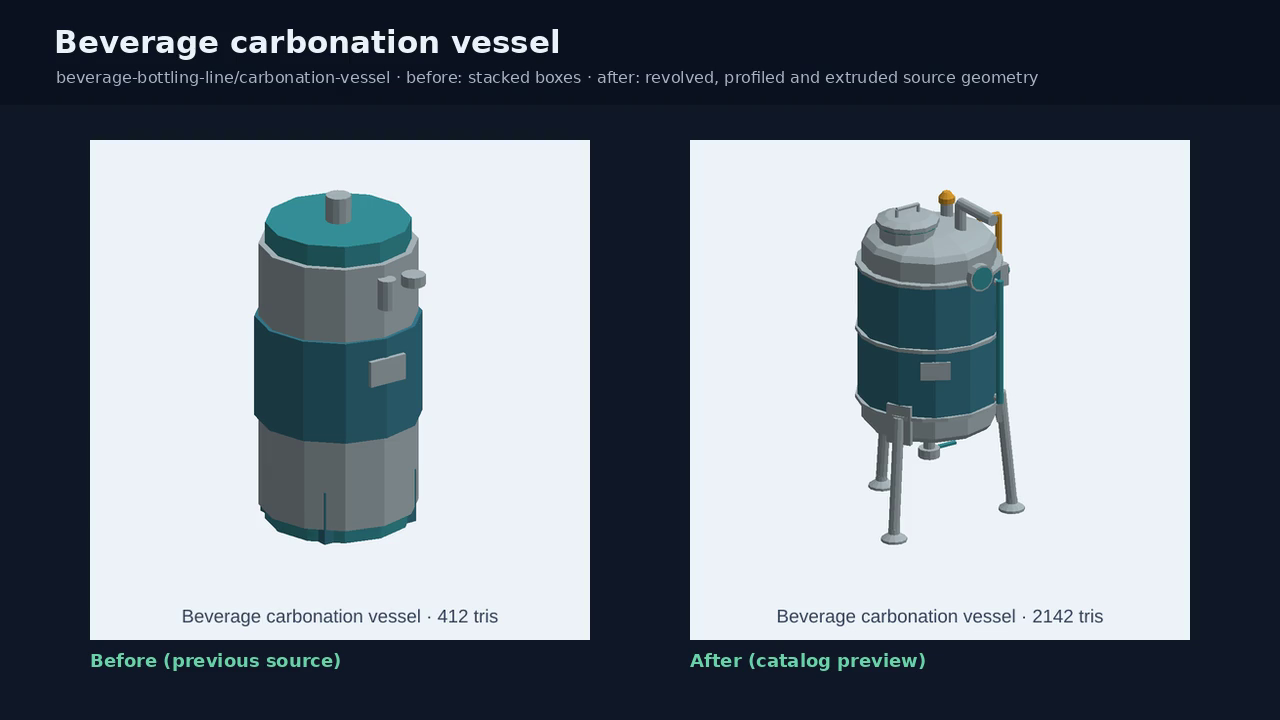 Beverage carbonation vessel
beverage-bottling-line/carbonation-vessel · before: stacked boxes · after: revolved, profiled and extruded source geometry
Beverage carbonation vessel · 412 tris
Beverage carbonation vessel · 2142 tris
Before (previous source)
After (catalog preview)